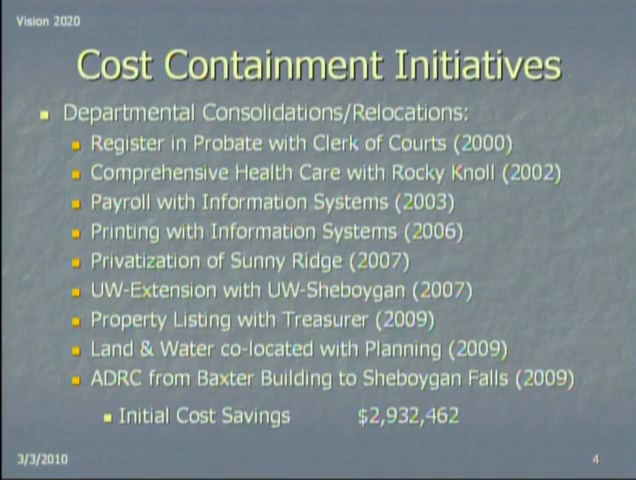 Vision 2020
Cost Containment Initiatives
Departmental Consolidations/Relocations:
Register in Probate with Clerk of Courts (2000)
Comprehensive Health Care with Rocky Knoll (2002)
Payroll with Information Systems (2003)
Printing with Information Systems (2006)
Privatization of Sunny Ridge (2007)
UW-Extension with UW-Sheboygan (2007)
Property Listing with Treasurer (2009)
Land & Water co-located with Planning (2009)
ADRC from Baxter Building to Sheboygan Falls (2009)
Initial Cost Savings $2,932,462
3/3/2010 4